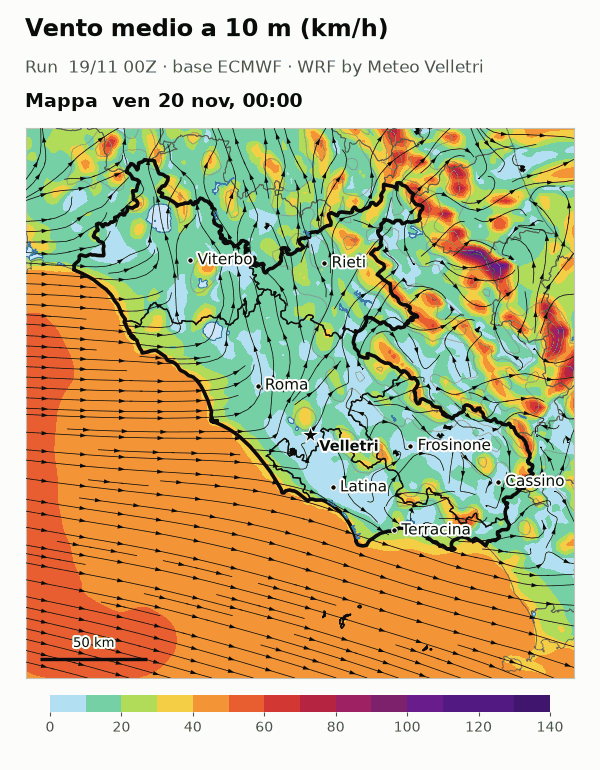 Vento medio a 10 m (km/h)
Run 19/11 00Z · base ECMWF · WRF by Meteo Velletri
Mappa ven 20 nov, 00:00
Viterbo
Rieti
Roma
Velletri
Frosinone
Latina
Cassino
Terracina
50 km
0 20 40 60 80 100 120 140